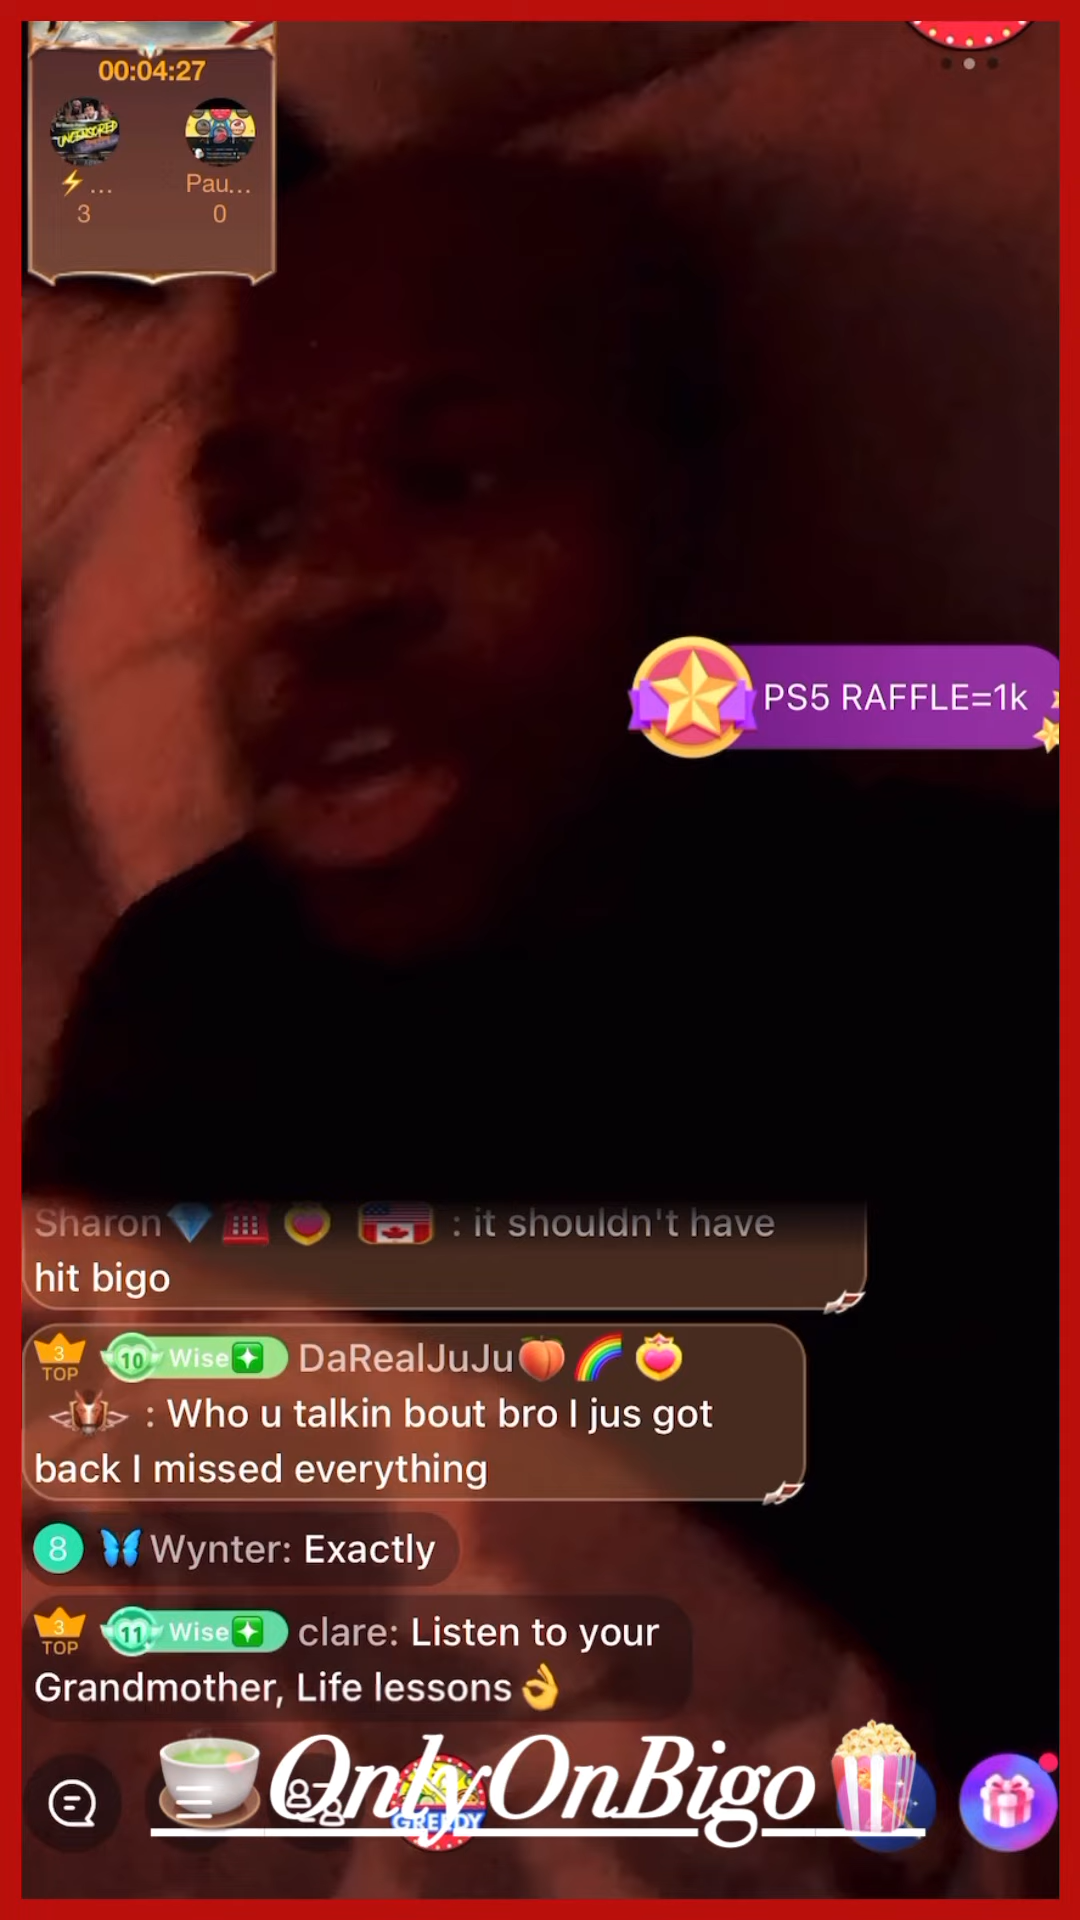 00:04:27
UNCENSORED
⚡...
Pau...
3
0
PS5 RAFFLE=1k
Sharon💎☎️💗 : it shouldn't have
hit bigo
3 TOP 10 Wise DaRealJuJu🍑🌈💗
: Who u talkin bout bro I jus got
back I missed everything
8 🦋Wynter: Exactly
3 TOP 11 Wise clare: Listen to your
Grandmother, Life lessons👌
🍵OnlyOnBigo🍿
GREEDY